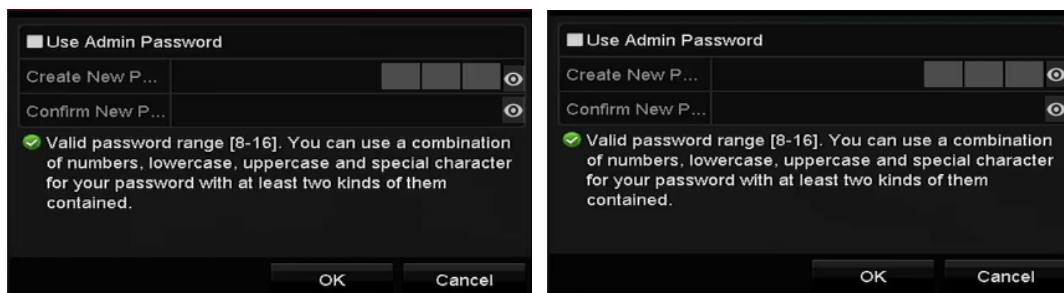 Use Admin Password
Create New P...
Confirm New P...
Valid password range [8-16]. You can use a combination
of numbers, lowercase, uppercase and special character
for your password with at least two kinds of them
contained.
OK Cancel
Use Admin Password
Create New P...
Confirm New P...
Valid password range [8-16]. You can use a combination
of numbers, lowercase, uppercase and special character
for your password with at least two kinds of them
contained.
OK Cancel